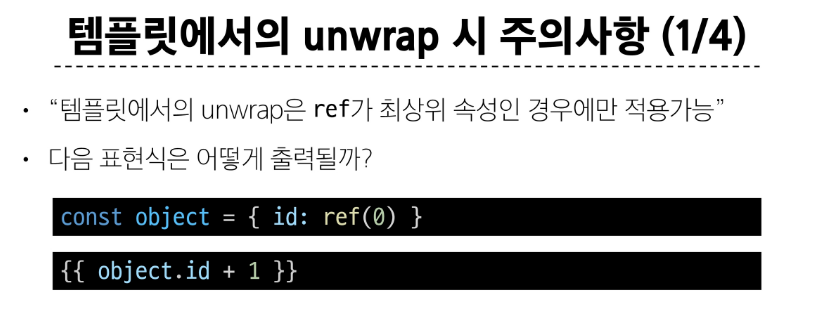 템플릿에서의 unwrap 시 주의사항 (1/4)
• “템플릿에서의 unwrap은 ref가 최상위 속성인 경우에만 적용가능”
• 다음 표현식은 어떻게 출력될까?
const object = { id: ref(0) }
{{ object.id + 1 }}